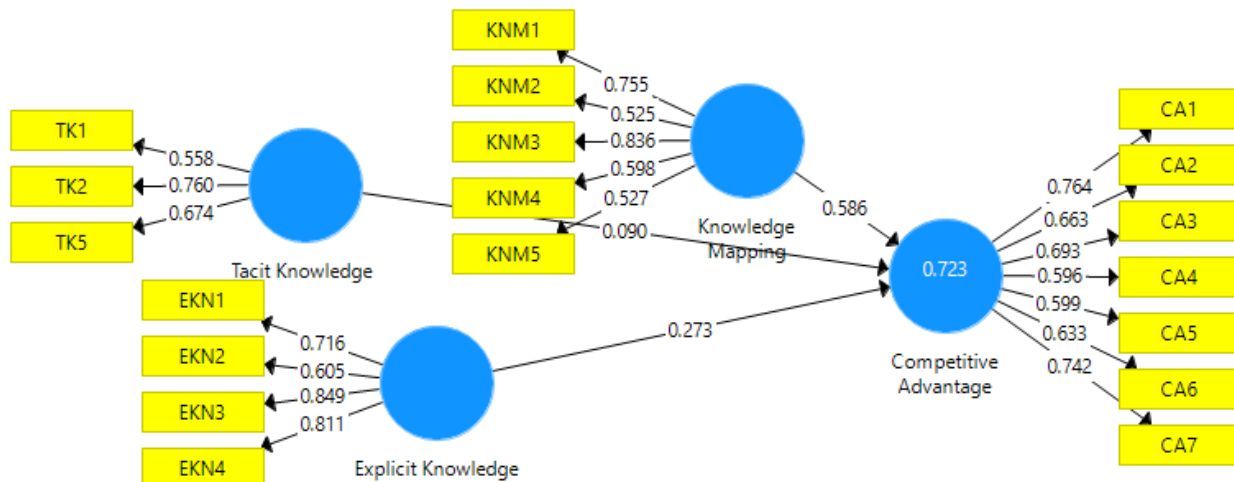 KNM1
KNM2
KNM3
KNM4
KNM5
0.755
0.525
0.836
0.598
0.527
Knowledge
Mapping
TK1
TK2
TK5
0.558
0.760
0.674
Tacit Knowledge
0.090
0.586
EKN1
EKN2
EKN3
EKN4
0.716
0.605
0.849
0.811
Explicit Knowledge
0.273
0.723
Competitive
Advantage
0.764
0.663
0.693
0.596
0.599
0.633
0.742
CA1
CA2
CA3
CA4
CA5
CA6
CA7